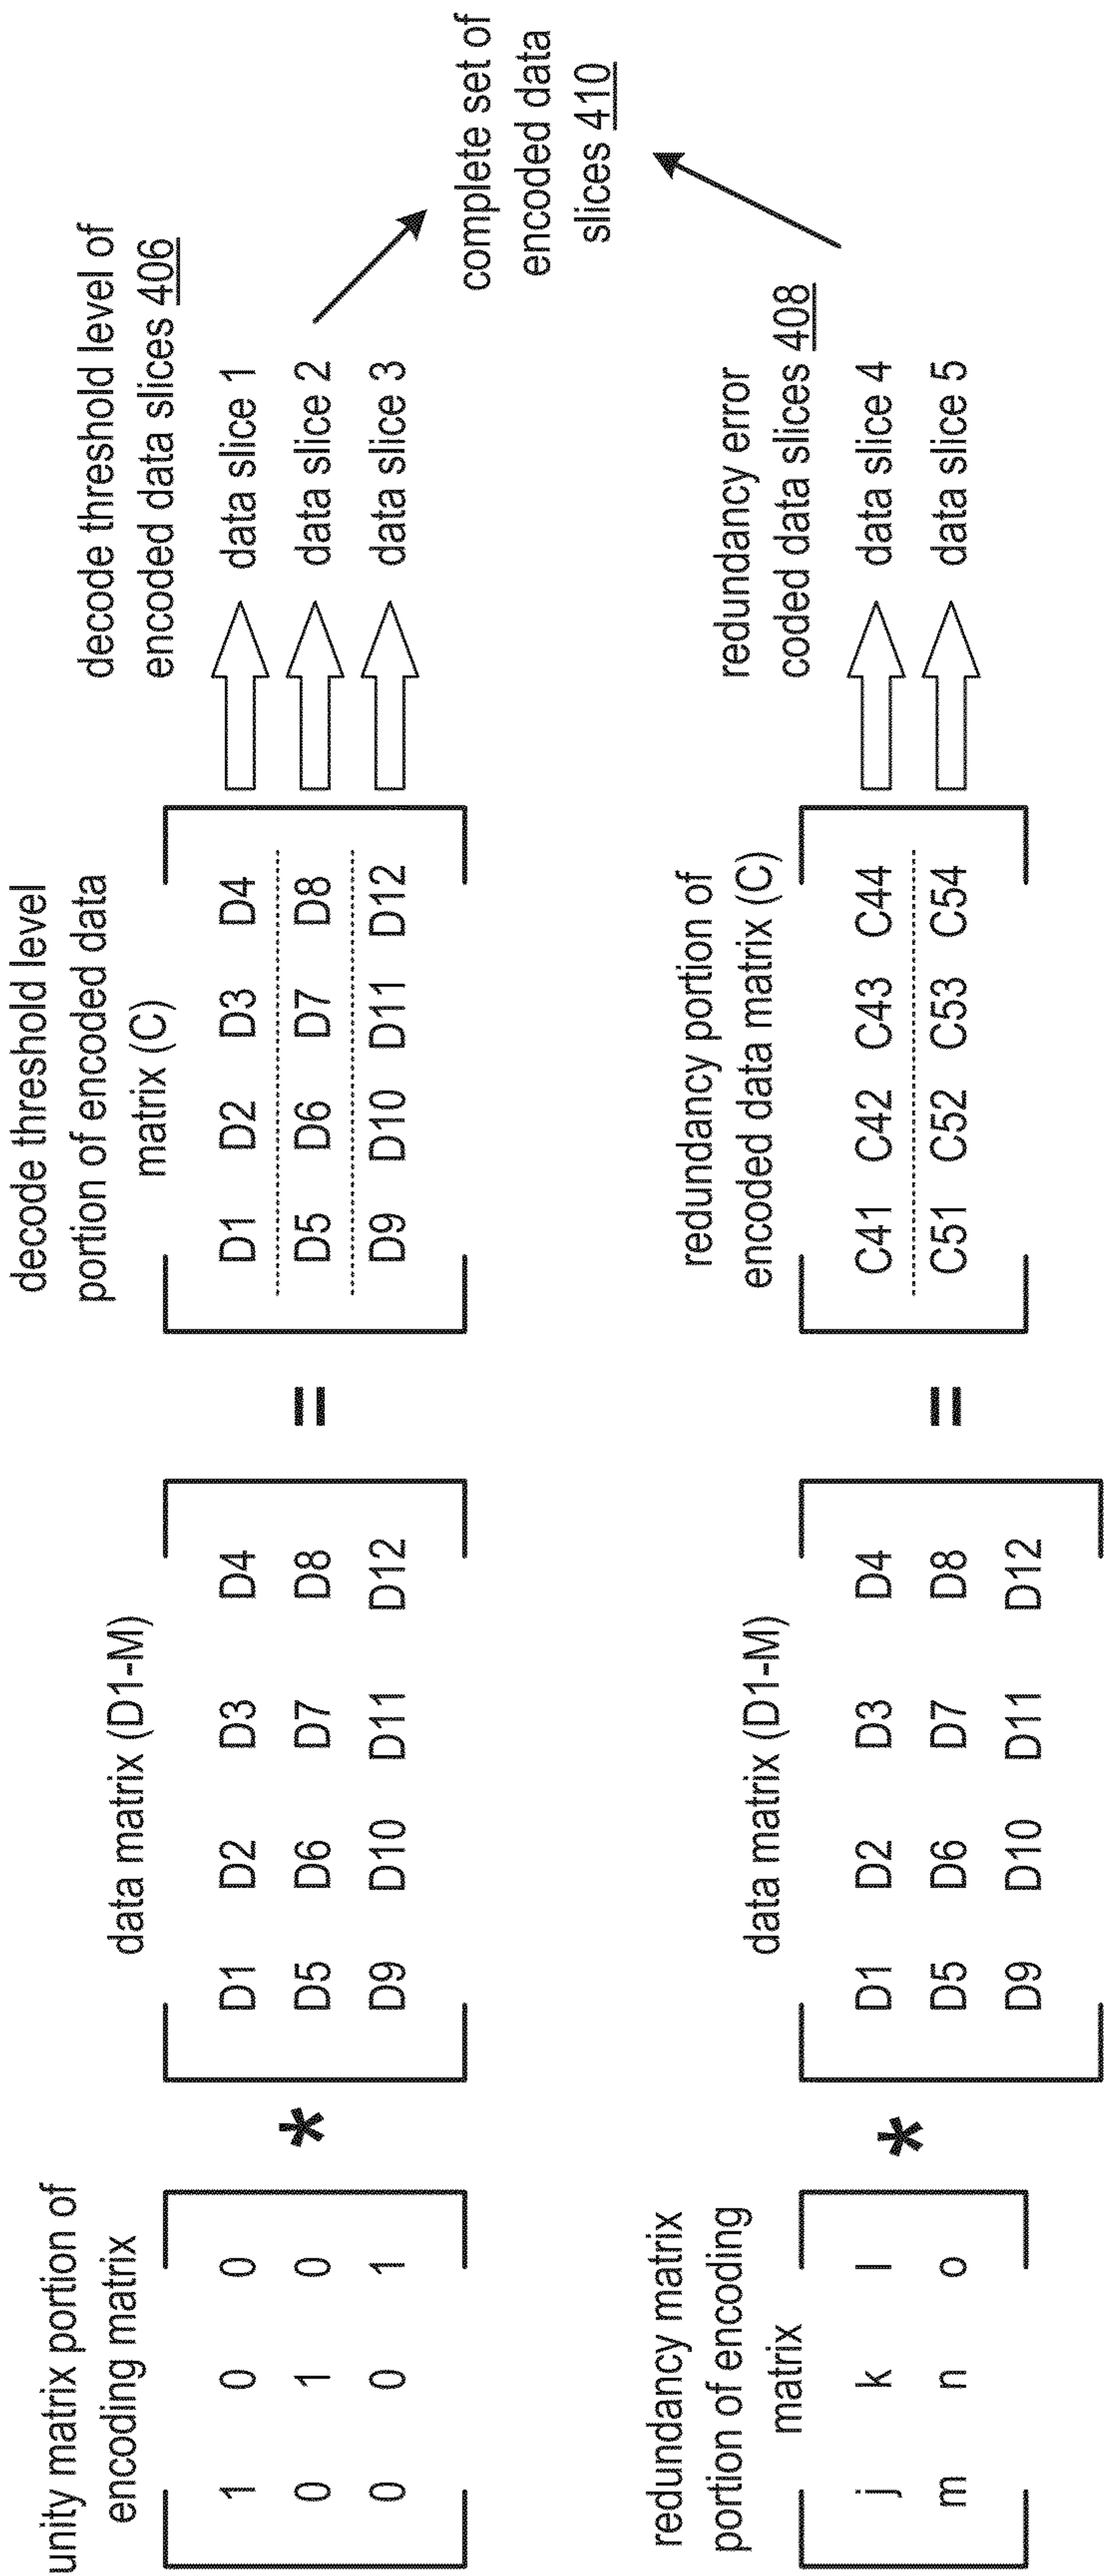 unity matrix portion of
encoding matrix
1 0 0
0 1 0
0 0 1
*
data matrix (D1-M)
D1 D2 D3 D4
D5 D6 D7 D8
D9 D10 D11 D12
=
decode threshold level
portion of encoded data
matrix (C)
D1 D2 D3 D4
D5 D6 D7 D8
D9 D10 D11 D12
decode threshold level of
encoded data slices 406
data slice 1
data slice 2
data slice 3
complete set of
encoded data
slices 410
redundancy matrix
portion of encoding
matrix
j k l
m n o
*
data matrix (D1-M)
D1 D2 D3 D4
D5 D6 D7 D8
D9 D10 D11 D12
=
redundancy portion of
encoded data matrix (C)
C41 C42 C43 C44
C51 C52 C53 C54
redundancy error
coded data slices 408
data slice 4
data slice 5